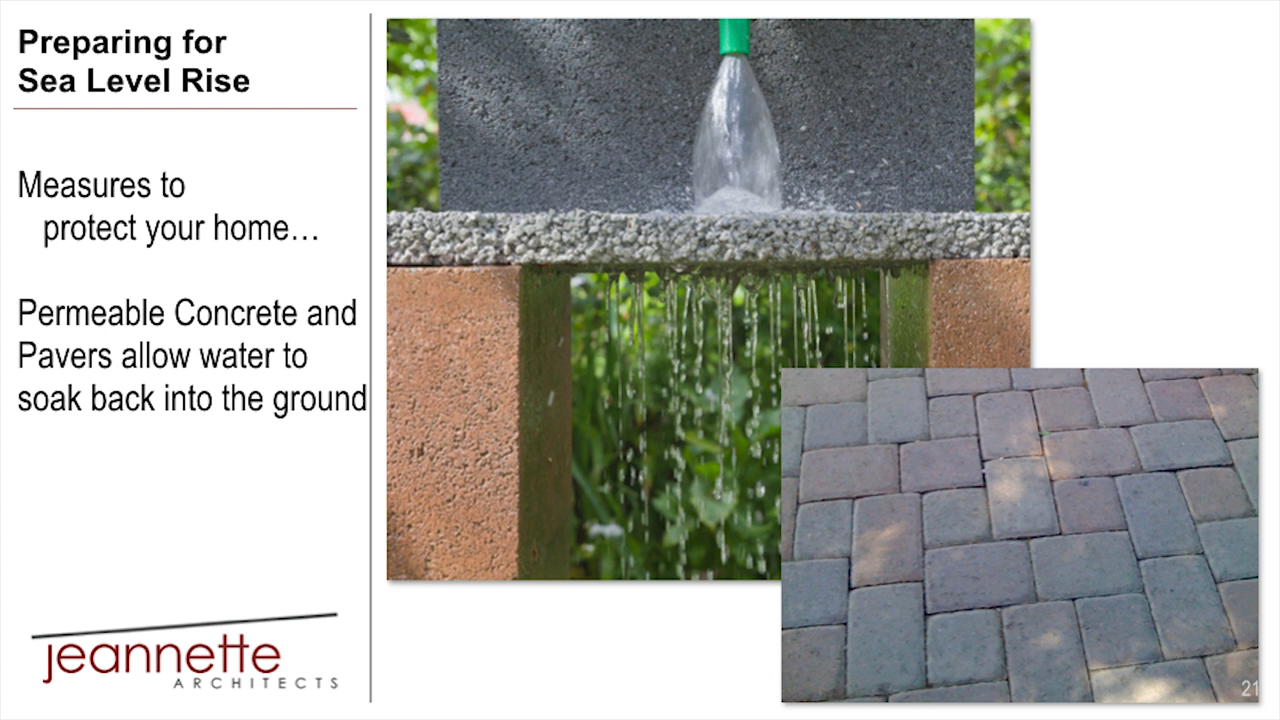 Preparing for
Sea Level Rise
Measures to
protect your home…
Permeable Concrete and
Pavers allow water to
soak back into the ground
jeannette
ARCHITECTS
21